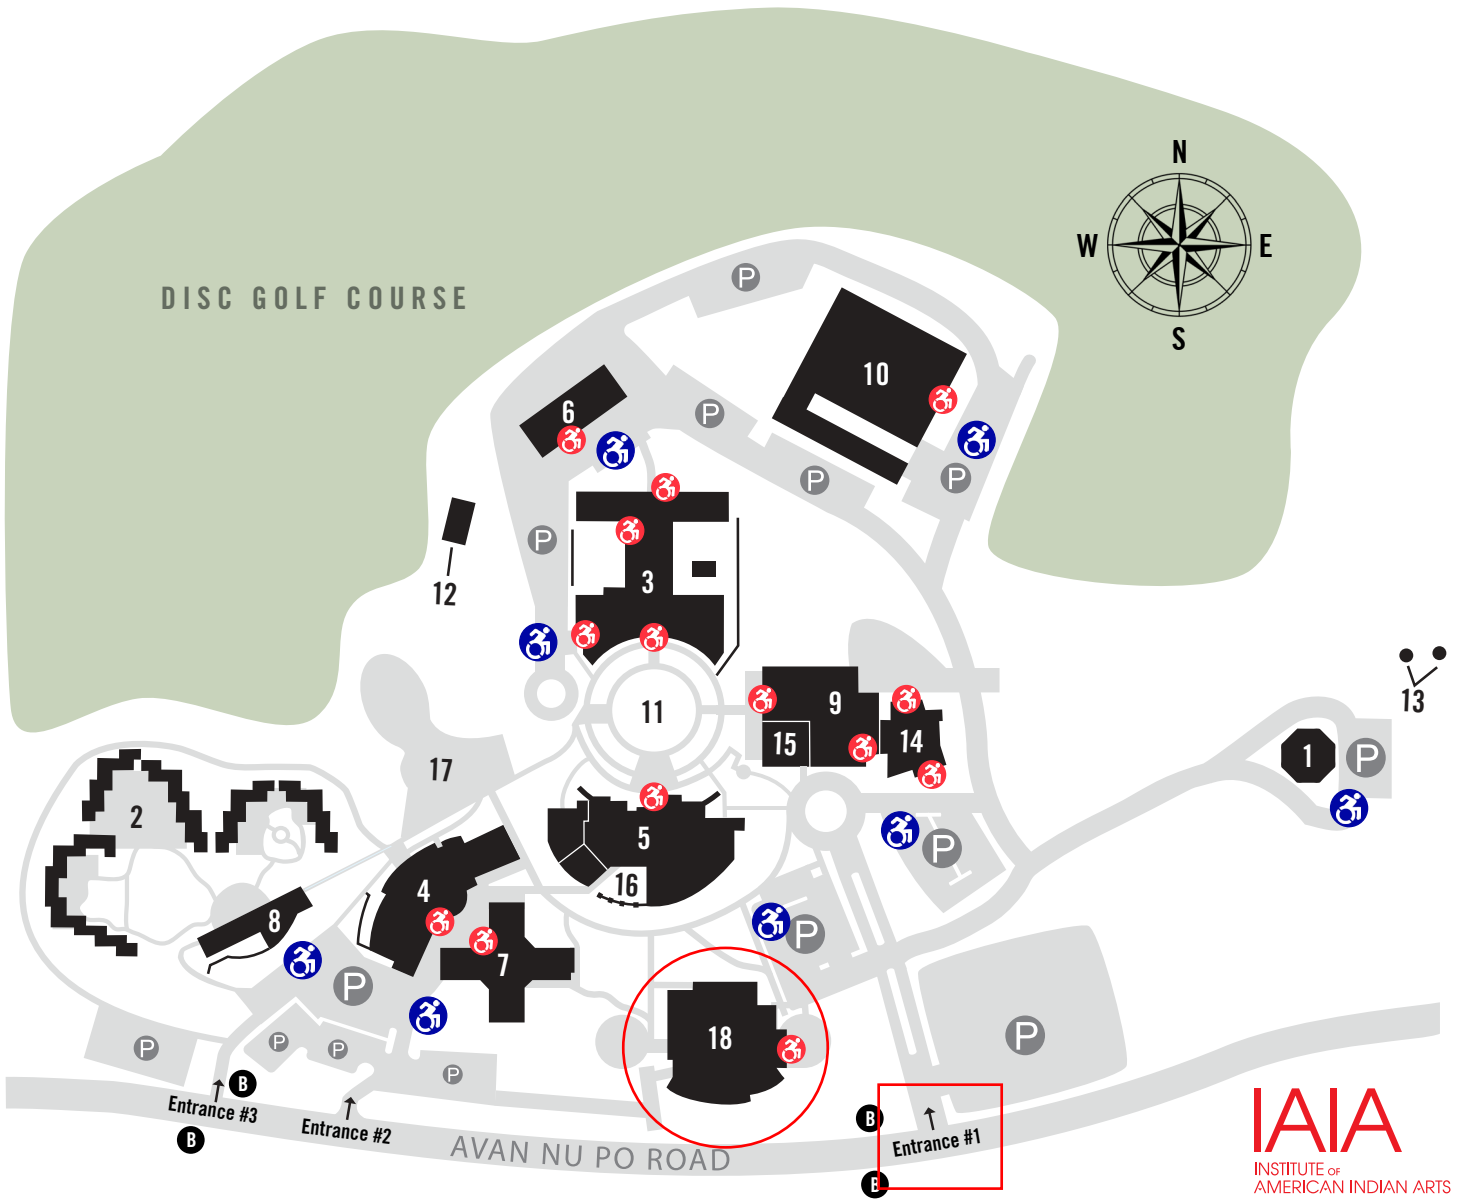 N
W E
S
DISC GOLF COURSE
P
10
6
P
P
P
P
3
12
13
11
9
15
14
1
P
17
2
5
P
4
16
8
P
7
P
18
P
P
P
P
P
B
Entrance #3
B
Entrance #2
B
Entrance #1
B
AVAN NU PO ROAD
IAIA
INSTITUTE OF
AMERICAN INDIAN ARTS